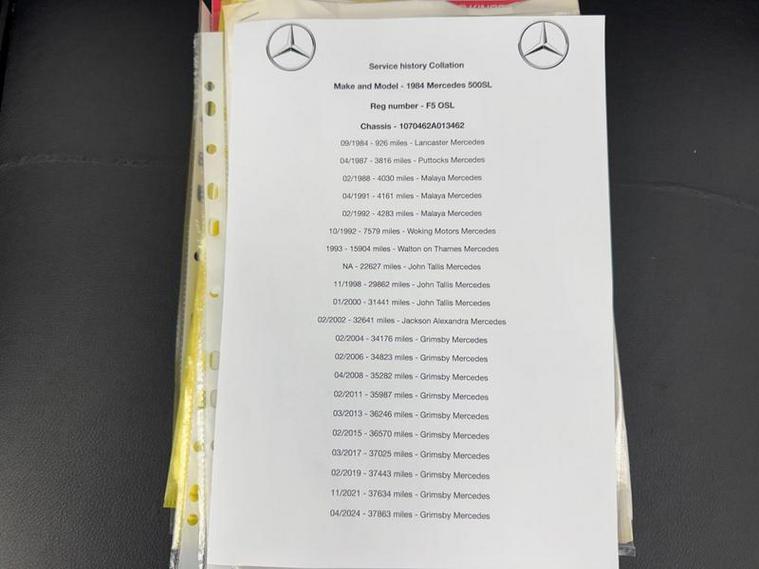 Service history Collation
Make and Model - 1984 Mercedes 500SL
Reg number - F5 OSL
Chassis - 1070462A013462
09/1984 - 926 miles - Lancaster Mercedes
04/1987 - 3816 miles - Puttocks Mercedes
02/1988 - 4030 miles - Malaya Mercedes
04/1991 - 4161 miles - Malaya Mercedes
02/1992 - 4283 miles - Malaya Mercedes
10/1992 - 7579 miles - Woking Motors Mercedes
1993 - 15904 miles - Walton on Thames Mercedes
NA - 22627 miles - John Tallis Mercedes
11/1998 - 29862 miles - John Tallis Mercedes
01/2000 - 31441 miles - John Tallis Mercedes
02/2002 - 32641 miles - Jackson Alexandra Mercedes
02/2004 - 34176 miles - Grimsby Mercedes
02/2006 - 34823 miles - Grimsby Mercedes
04/2008 - 35282 miles - Grimsby Mercedes
02/2011 - 35987 miles - Grimsby Mercedes
03/2013 - 36246 miles - Grimsby Mercedes
02/2015 - 36570 miles - Grimsby Mercedes
03/2017 - 37025 miles - Grimsby Mercedes
02/2019 - 37443 miles - Grimsby Mercedes
11/2021 - 37634 miles - Grimsby Mercedes
04/2024 - 37863 miles - Grimsby Mercedes